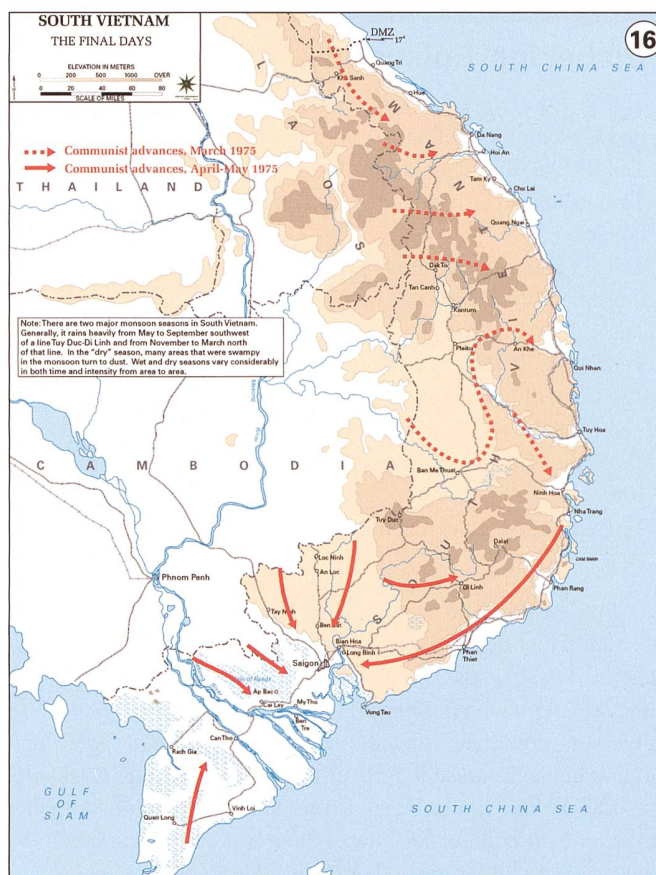 SOUTH VIETNAM
THE FINAL DAYS
ELEVATION IN METERS
0 200 1000 OVER
0 20 40 60 80
SCALE OF MILES
16
DMZ
17°
SOUTH CHINA SEA
Quang Tri
Khe Sanh
Hue
LAOS
Da Nang
Hoi An
Communist advances, March 1975
Communist advances, April-May 1975
THAILAND
Tam Ky
Chu Lai
Quang Ngai
Dak To
Tan Canh
Kontum
Note: There are two major monsoon seasons in South Vietnam.
Generally, it rains heavily from May to September southwest
of a line Tuy Duc-Di Linh and from November to March north
of that line. In the "dry" season, many areas that were swampy
in the monsoon turn to dust. Wet and dry seasons vary considerably
in both time and intensity from area to area.
Pleiku
An Khe
Qui Nhon
SOUTH VIETNAM
Tuy Hoa
CAMBODIA
Ban Me Thuat
Ninh Hoa
Nha Trang
Tuy Duc
Dalat
CAM RANH
Loc Ninh
An Loc
Phnom Penh
Di Linh
Phan Rang
Tay Ninh
Ben Cat
Bien Hoa
Long Binh
Phan
Thiet
Saigon
Plain of Reeds
Ap Bac
Cai Lay
My Tho
Ben
Tre
Vung Tau
Can Tho
Rach Gia
GULF
OF
SIAM
Quan Long
Vinh Loi
SOUTH CHINA SEA